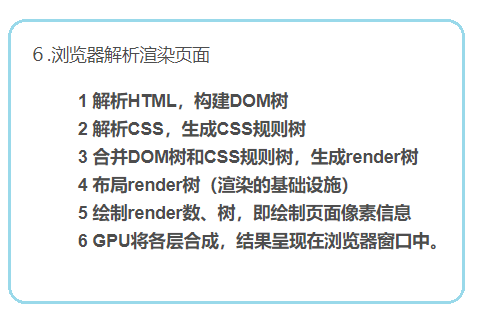 6 .浏览器解析渲染页面
1 解析HTML，构建DOM树
2 解析CSS，生成CSS规则树
3 合并DOM树和CSS规则树，生成render树
4 布局render树（渲染的基础设施）
5 绘制render数、树，即绘制页面像素信息
6 GPU将各层合成，结果呈现在浏览器窗口中。